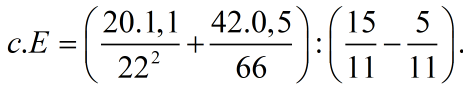 c.E = (20.1,1/22² + 42.0,5/66) : (15/11 − 5/11).